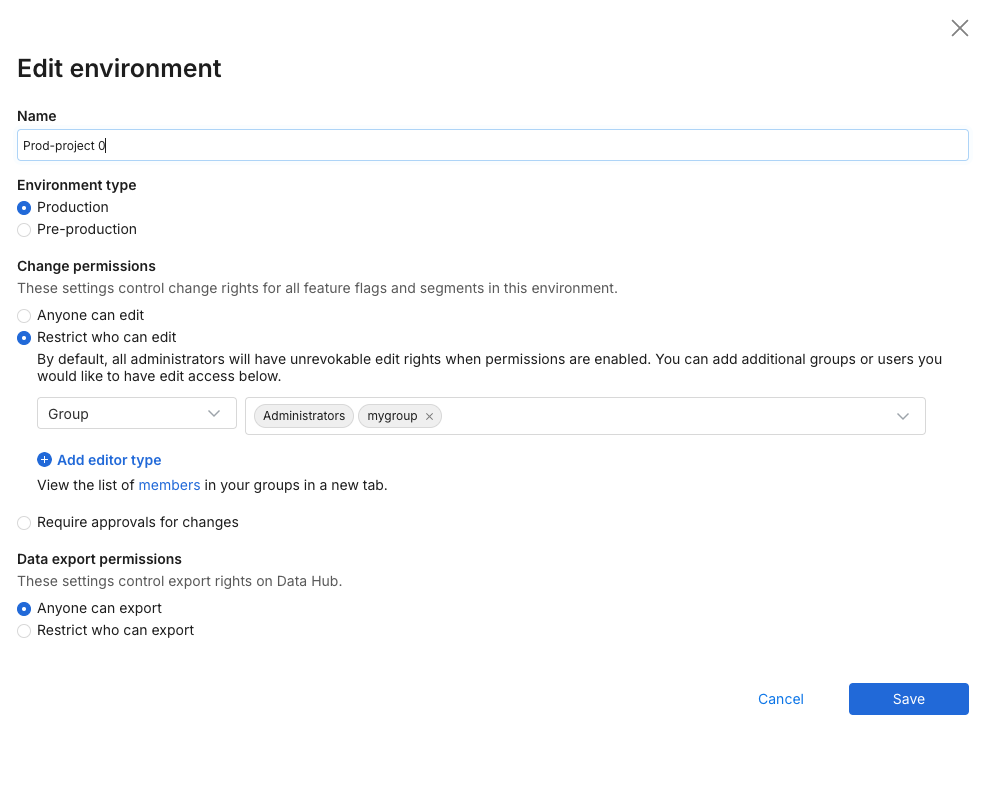 Edit environment
Name
Prod-project 0
Environment type
Production
Pre-production
Change permissions
These settings control change rights for all feature flags and segments in this environment.
Anyone can edit
Restrict who can edit
By default, all administrators will have unrevokable edit rights when permissions are enabled. You can add additional groups or users you
would like to have edit access below.
Group
Administrators mygroup
Add editor type
View the list of members in your groups in a new tab.
Require approvals for changes
Data export permissions
These settings control export rights on Data Hub.
Anyone can export
Restrict who can export
Cancel Save